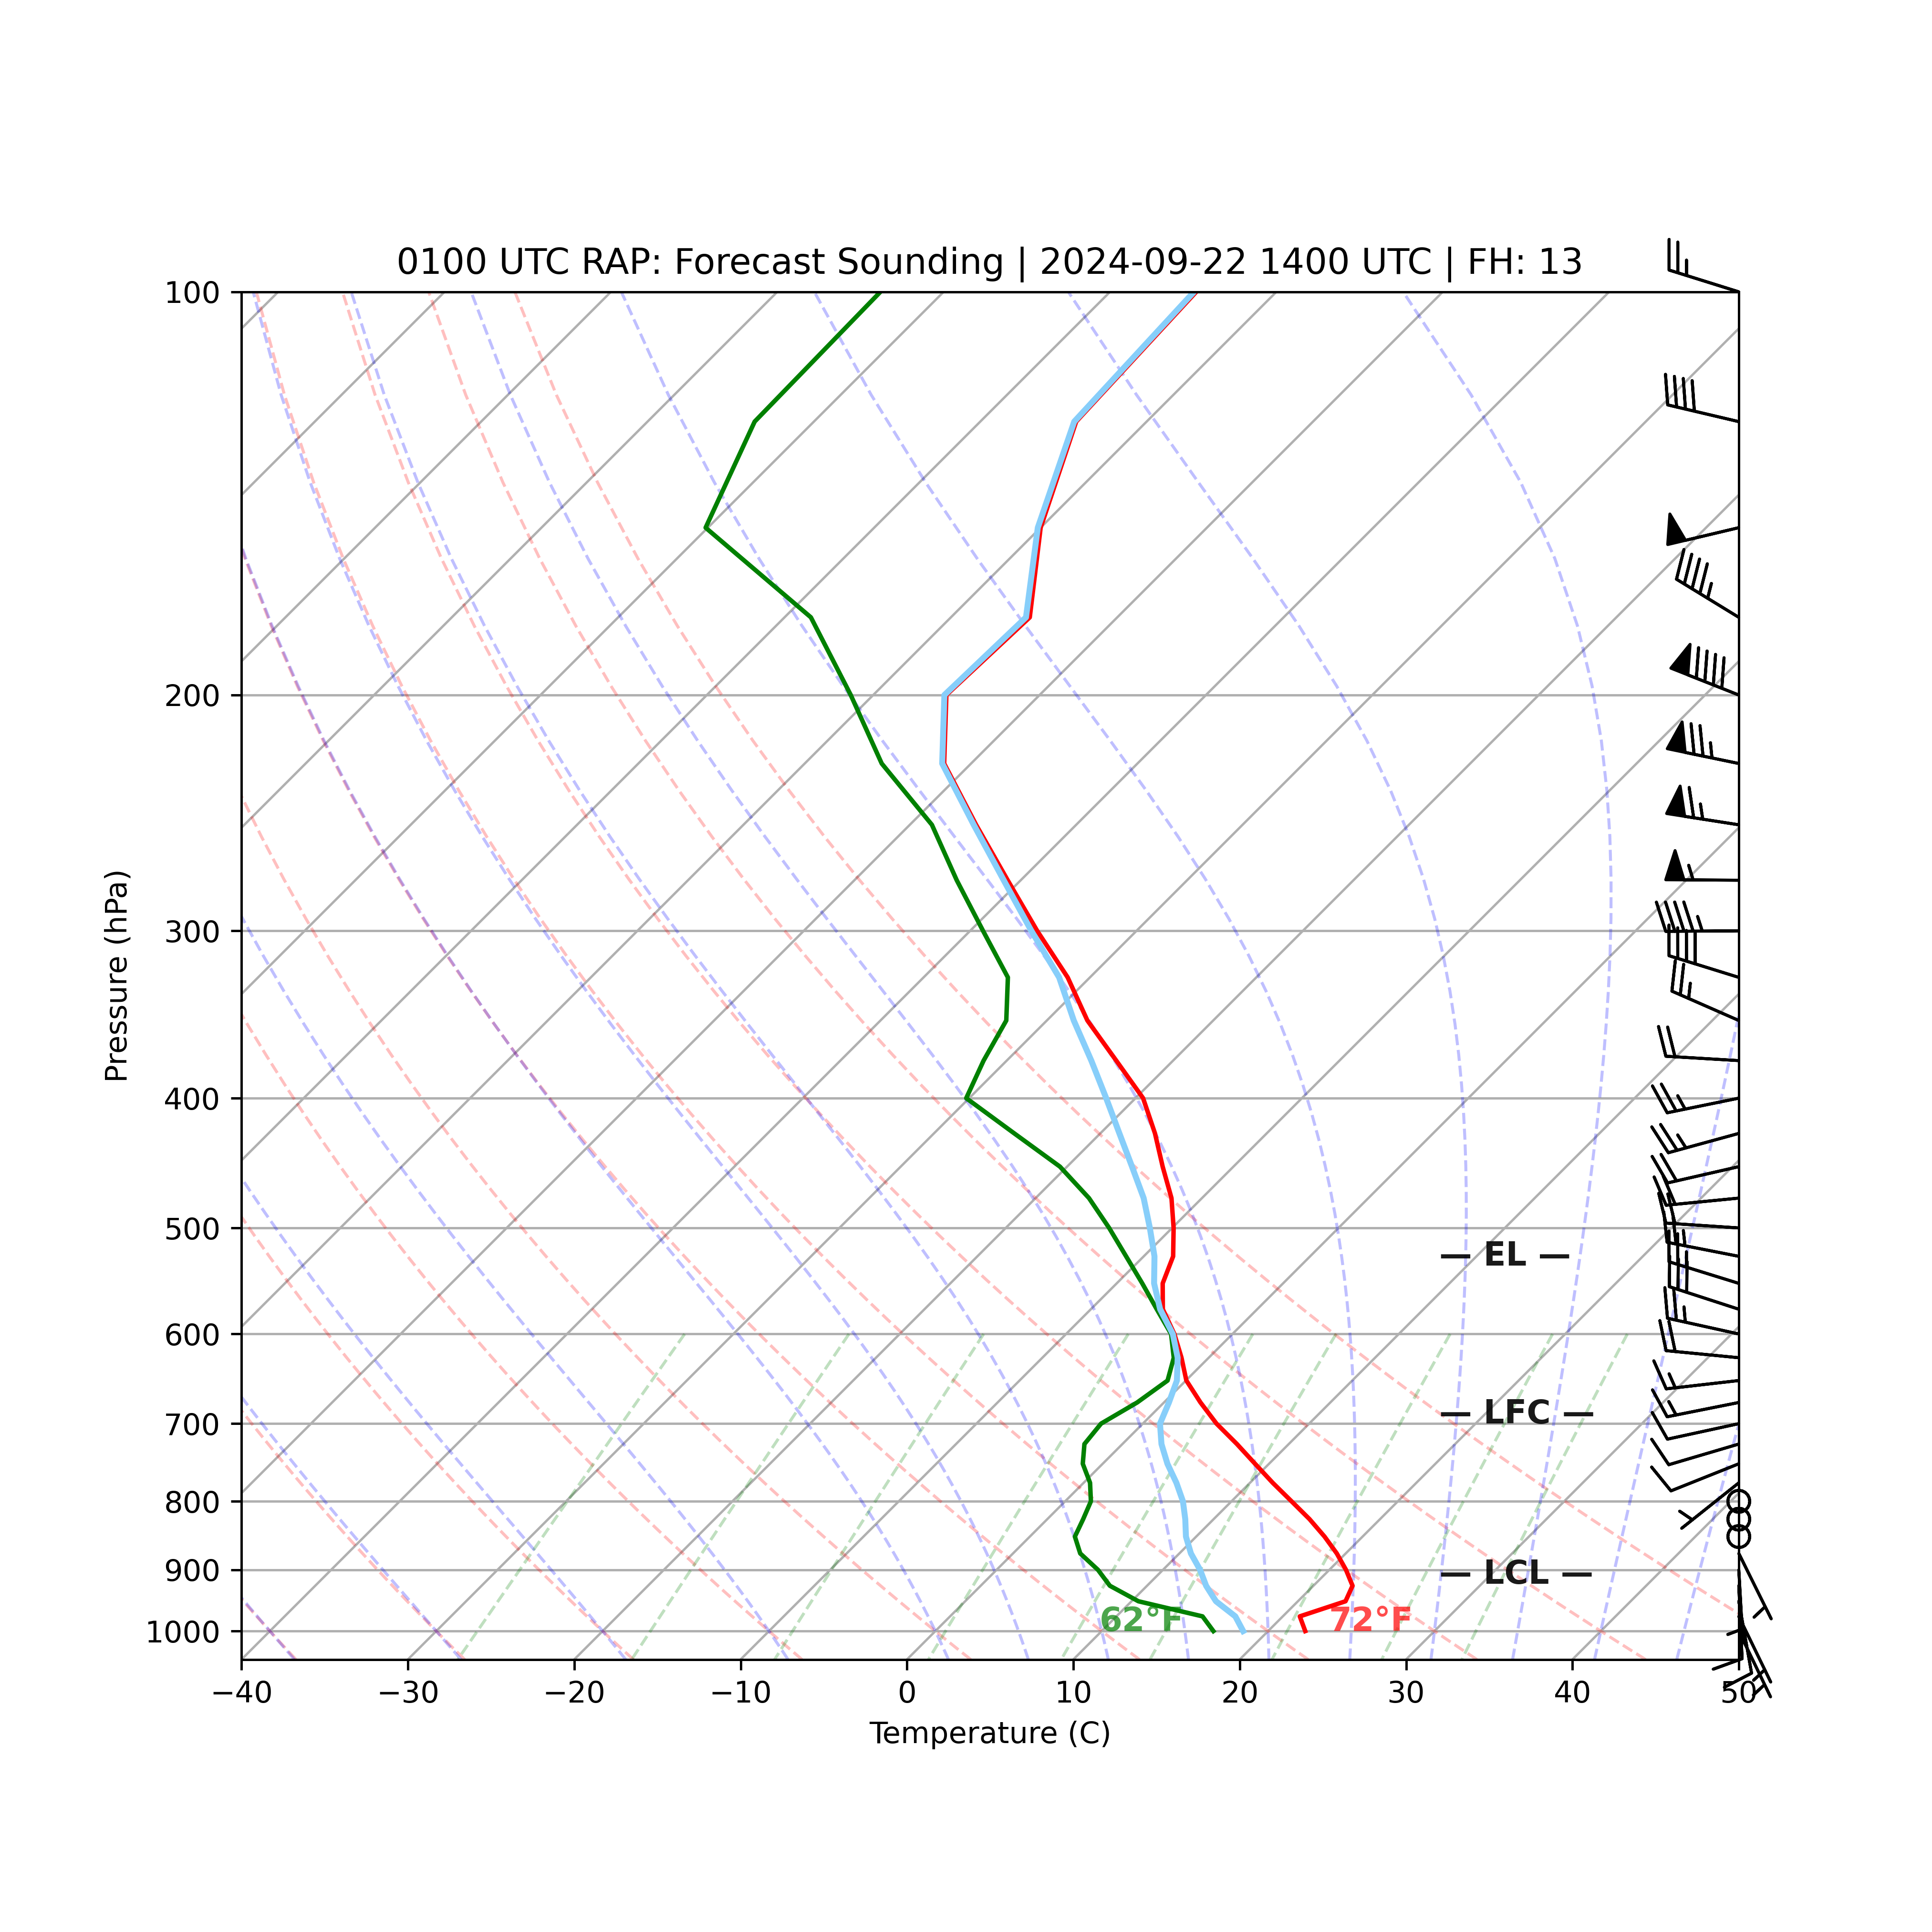 0100 UTC RAP: Forecast Sounding | 2024-09-22 1400 UTC | FH: 13
100
200
300
400
500
600
700
800
900
1000
Pressure (hPa)
— EL —
— LFC —
— LCL —
62°F
72°F
−40 −30 −20 −10 0 10 20 30 40 50
Temperature (C)